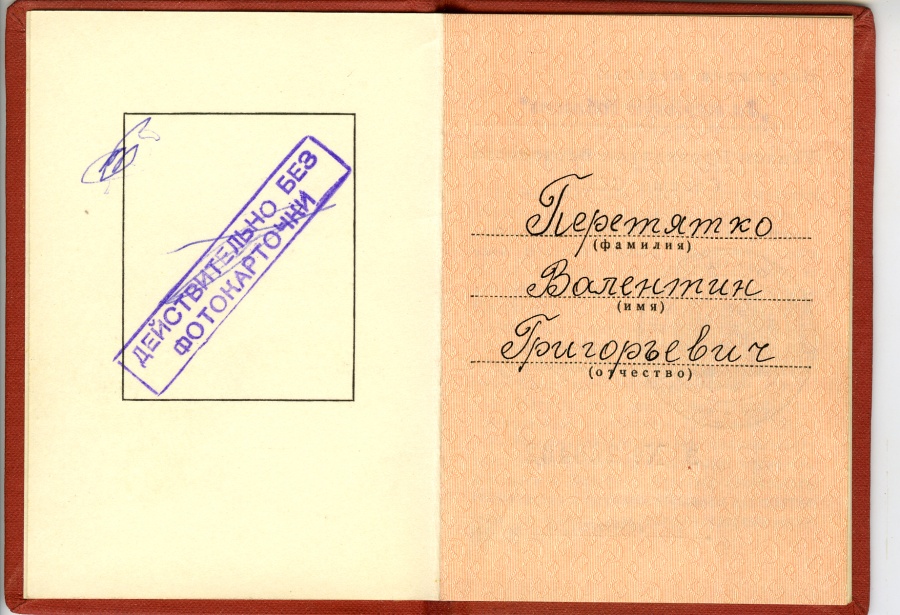 ДЕЙСТВИТЕЛЬНО БЕЗ
ФОТОКАРТОЧКИ
Перетятко
(фамилия)
Валентин
(имя)
Григорьевич
(отчество)